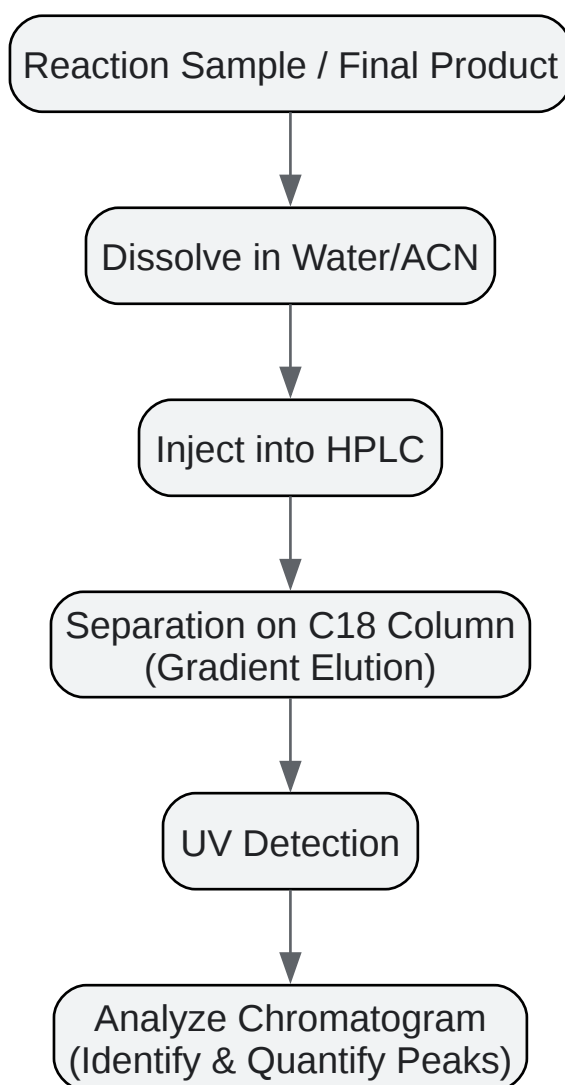 Reaction Sample / Final Product
Dissolve in Water/ACN
Inject into HPLC
Separation on C18 Column
(Gradient Elution)
UV Detection
Analyze Chromatogram
(Identify & Quantify Peaks)